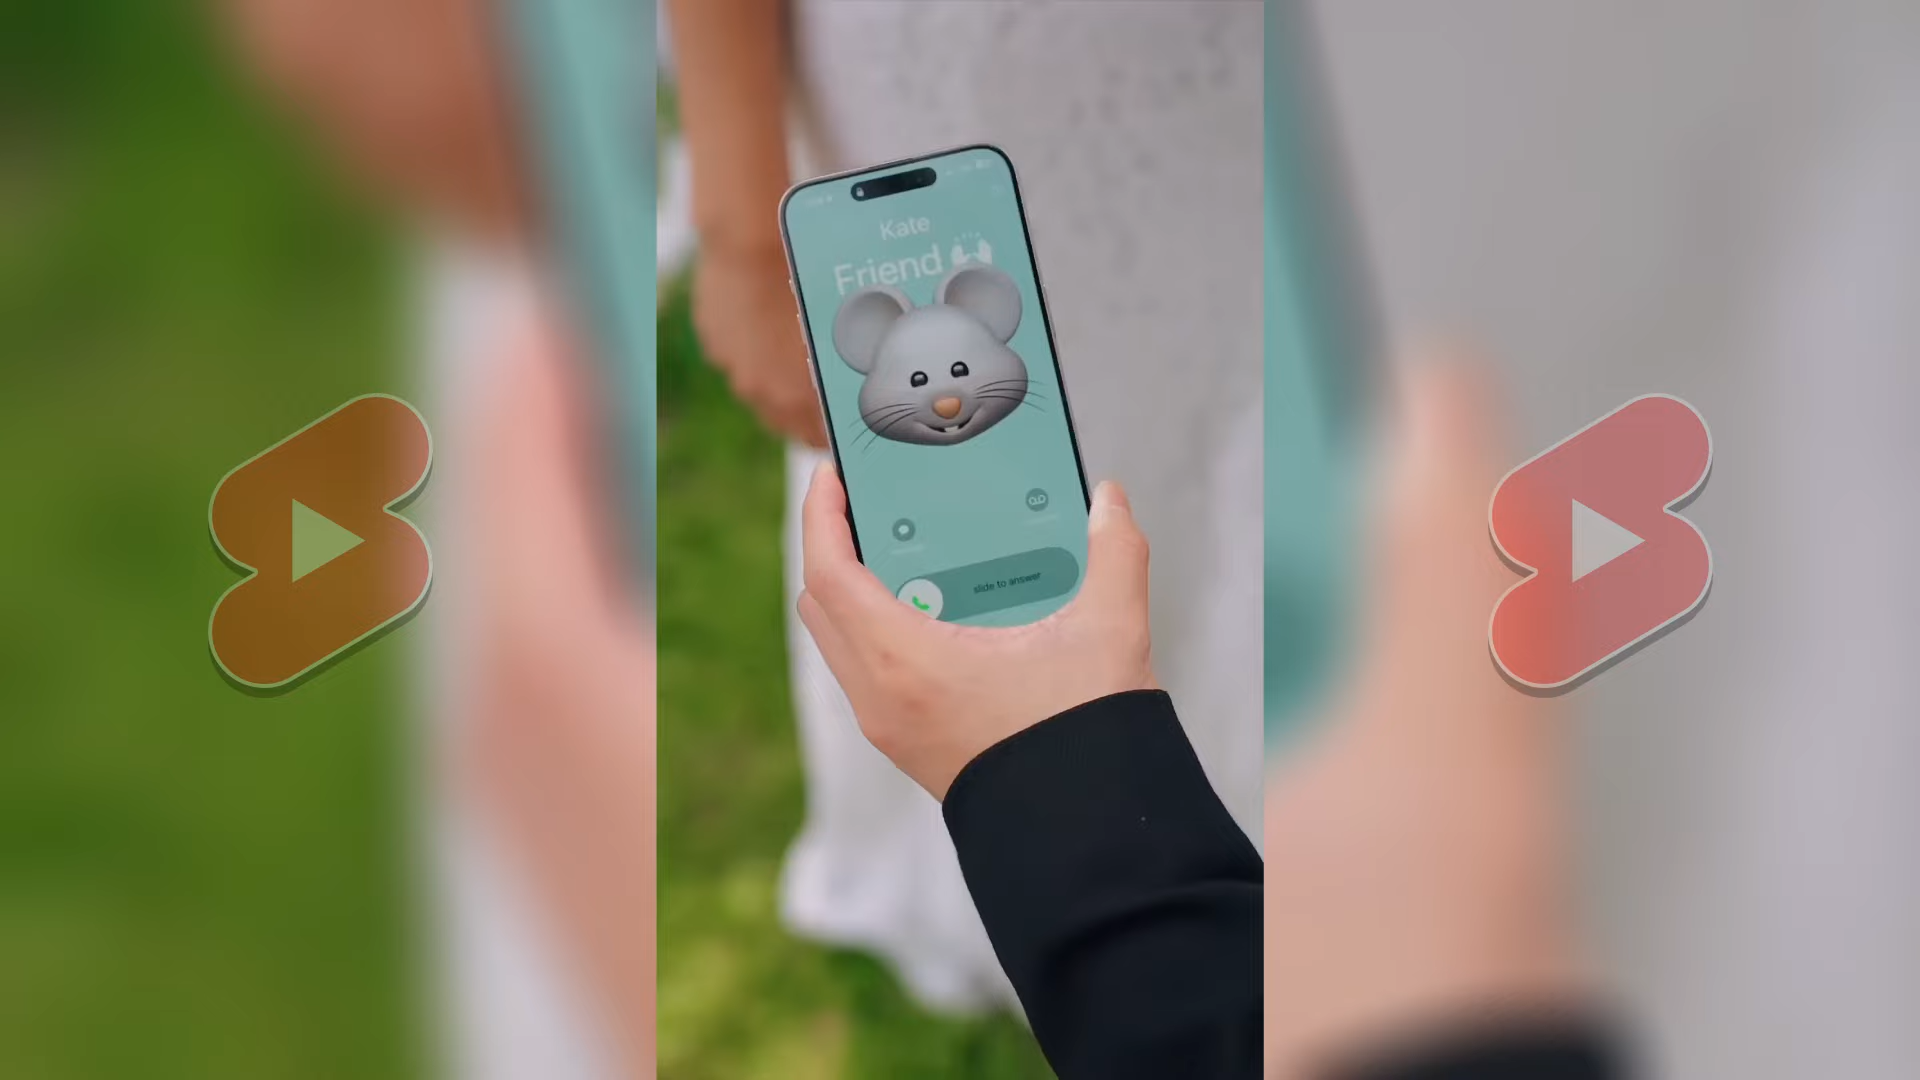 Kate
Friend 🙌
slide to answer